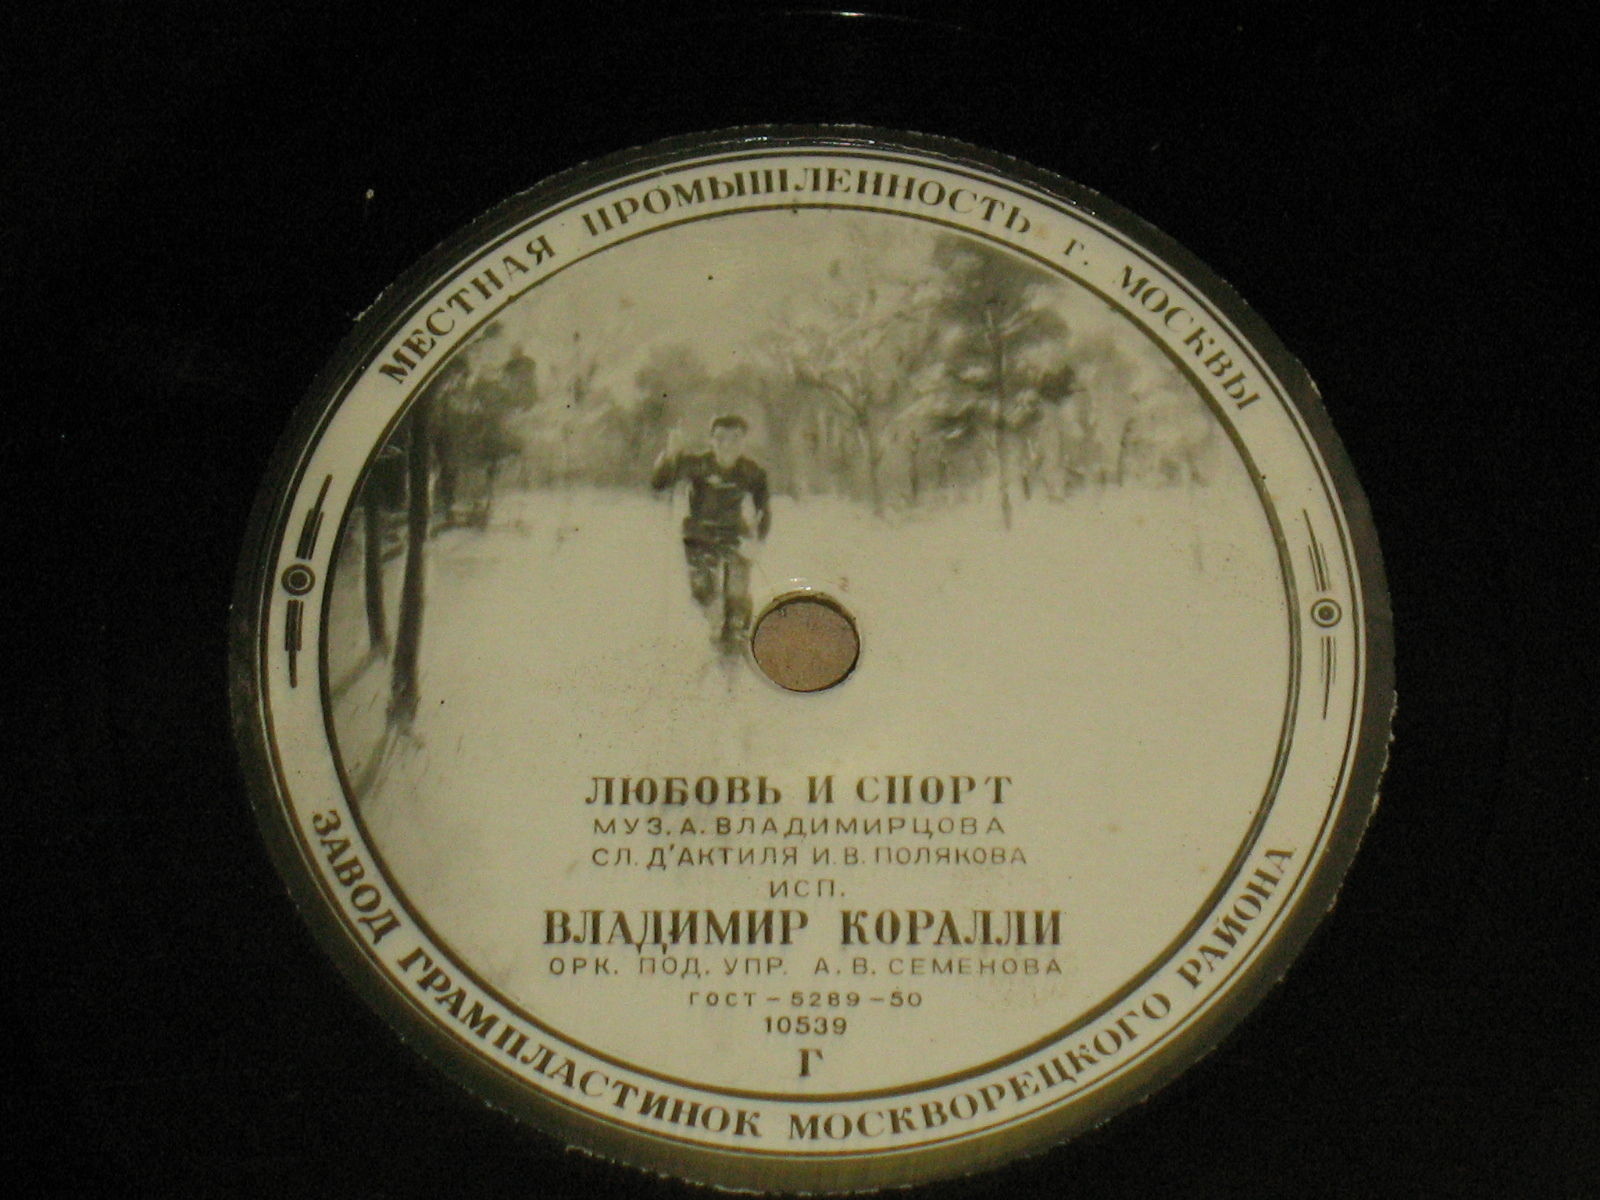 МЕСТНАЯ ПРОМЫШЛЕННОСТЬ г. МОСКВЫ
ЛЮБОВЬ И СПОРТ
МУЗ. А. ВЛАДИМИРЦОВА
СЛ. Д'АКТИЛЯ И. В. ПОЛЯКОВА
ИСП.
ВЛАДИМИР КОРАЛЛИ
ОРК. ПОД. УПР. А. В. СЕМЕНОВА
ГОСТ – 5289 – 50
10539
Г
ЗАВОД ГРАМПЛАСТИНОК МОСКВОРЕЦКОГО РАЙОНА